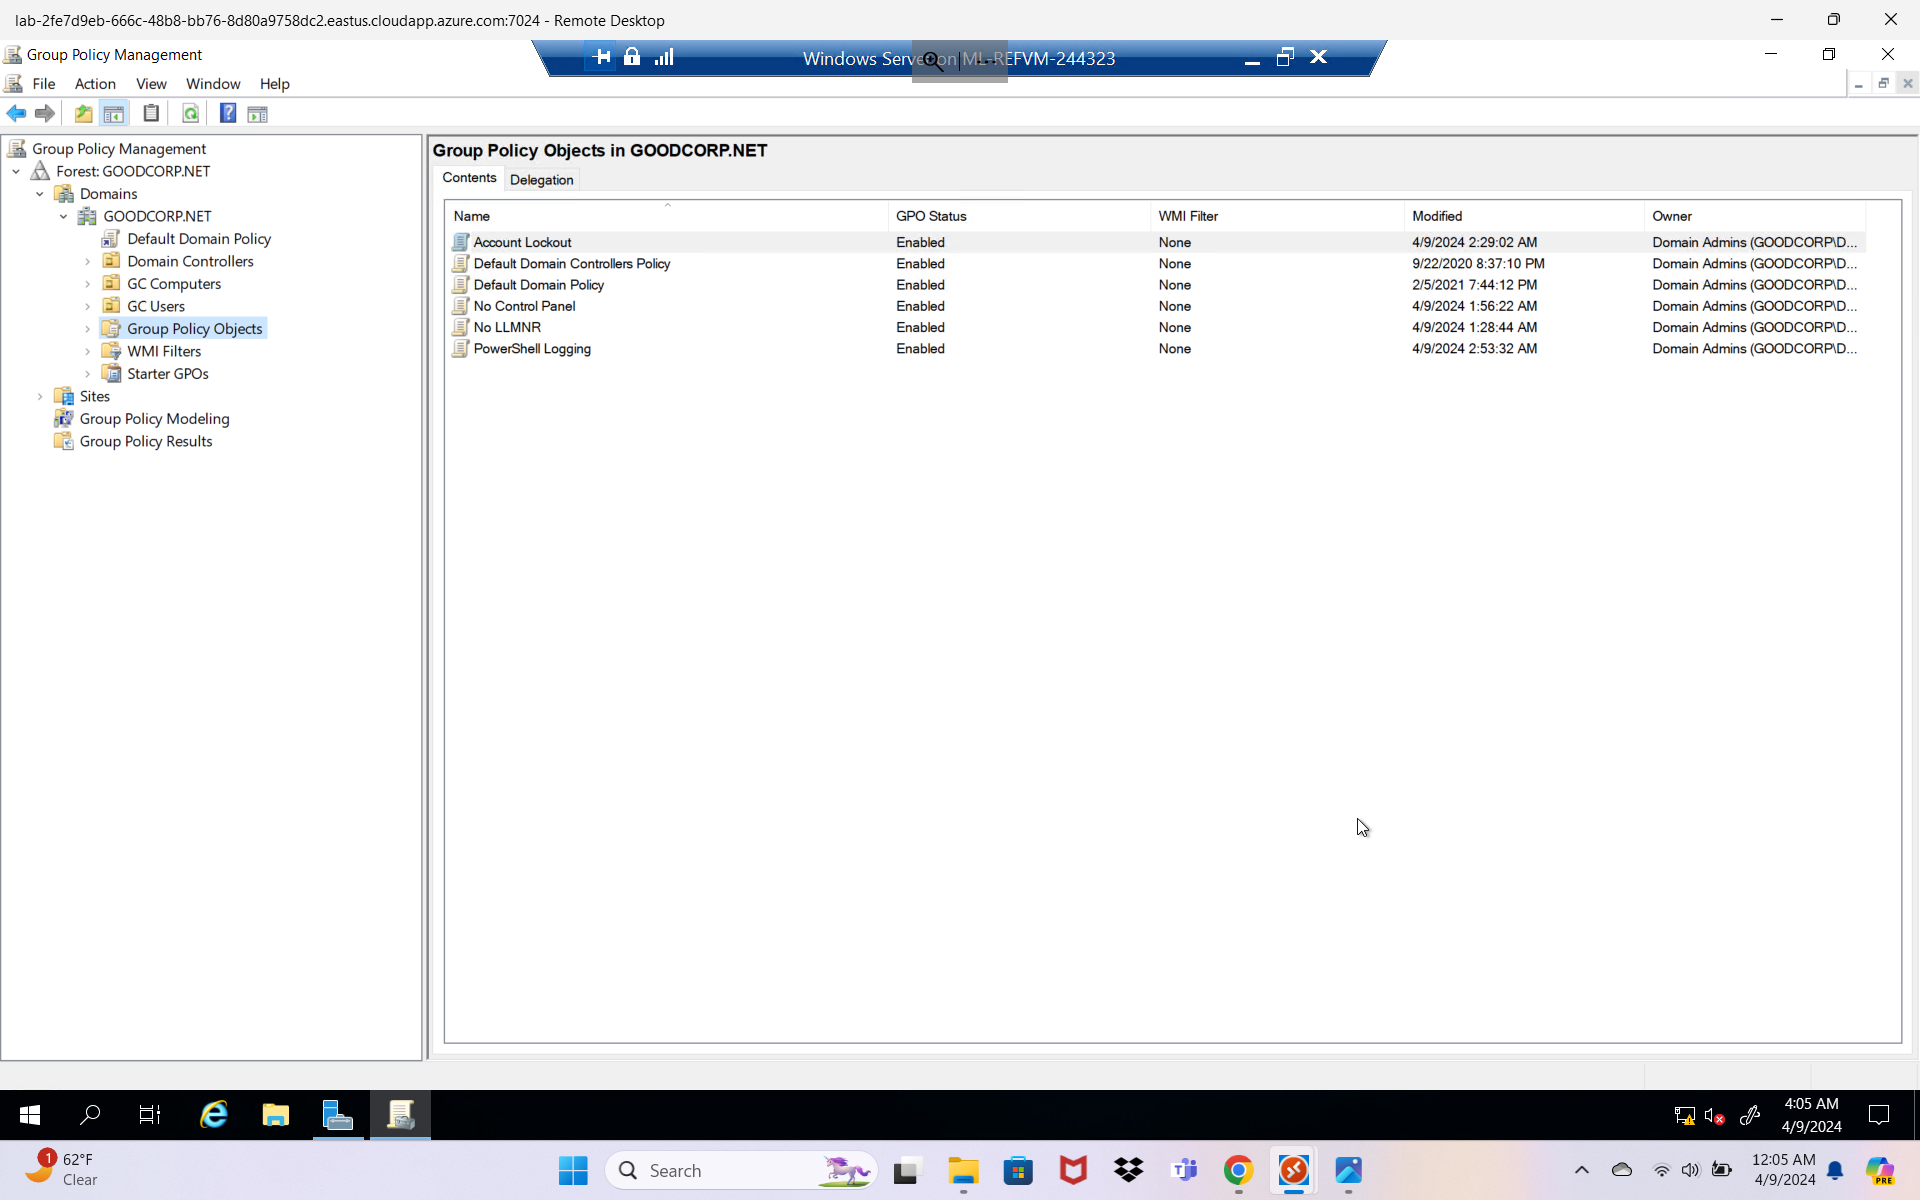 lab-2fe7d9eb-666c-48b8-bb76-8d80a9758dc2.eastus.cloudapp.azure.com:7024 - Remote Desktop
Group Policy Management
Windows Server on ML-REFVM-244323
File Action View Window Help
Group Policy Management
Forest: GOODCORP.NET
Domains
GOODCORP.NET
Default Domain Policy
Domain Controllers
GC Computers
GC Users
Group Policy Objects
WMI Filters
Starter GPOs
Sites
Group Policy Modeling
Group Policy Results
Group Policy Objects in GOODCORP.NET
Contents Delegation
Name GPO Status WMI Filter Modified Owner
Account Lockout Enabled None 4/9/2024 2:29:02 AM Domain Admins (GOODCORP\D...
Default Domain Controllers Policy Enabled None 9/22/2020 8:37:10 PM Domain Admins (GOODCORP\D...
Default Domain Policy Enabled None 2/5/2021 7:44:12 PM Domain Admins (GOODCORP\D...
No Control Panel Enabled None 4/9/2024 1:56:22 AM Domain Admins (GOODCORP\D...
No LLMNR Enabled None 4/9/2024 1:28:44 AM Domain Admins (GOODCORP\D...
PowerShell Logging Enabled None 4/9/2024 2:53:32 AM Domain Admins (GOODCORP\D...
4:05 AM
4/9/2024
1
62°F
Clear
Search
12:05 AM
4/9/2024
PRE